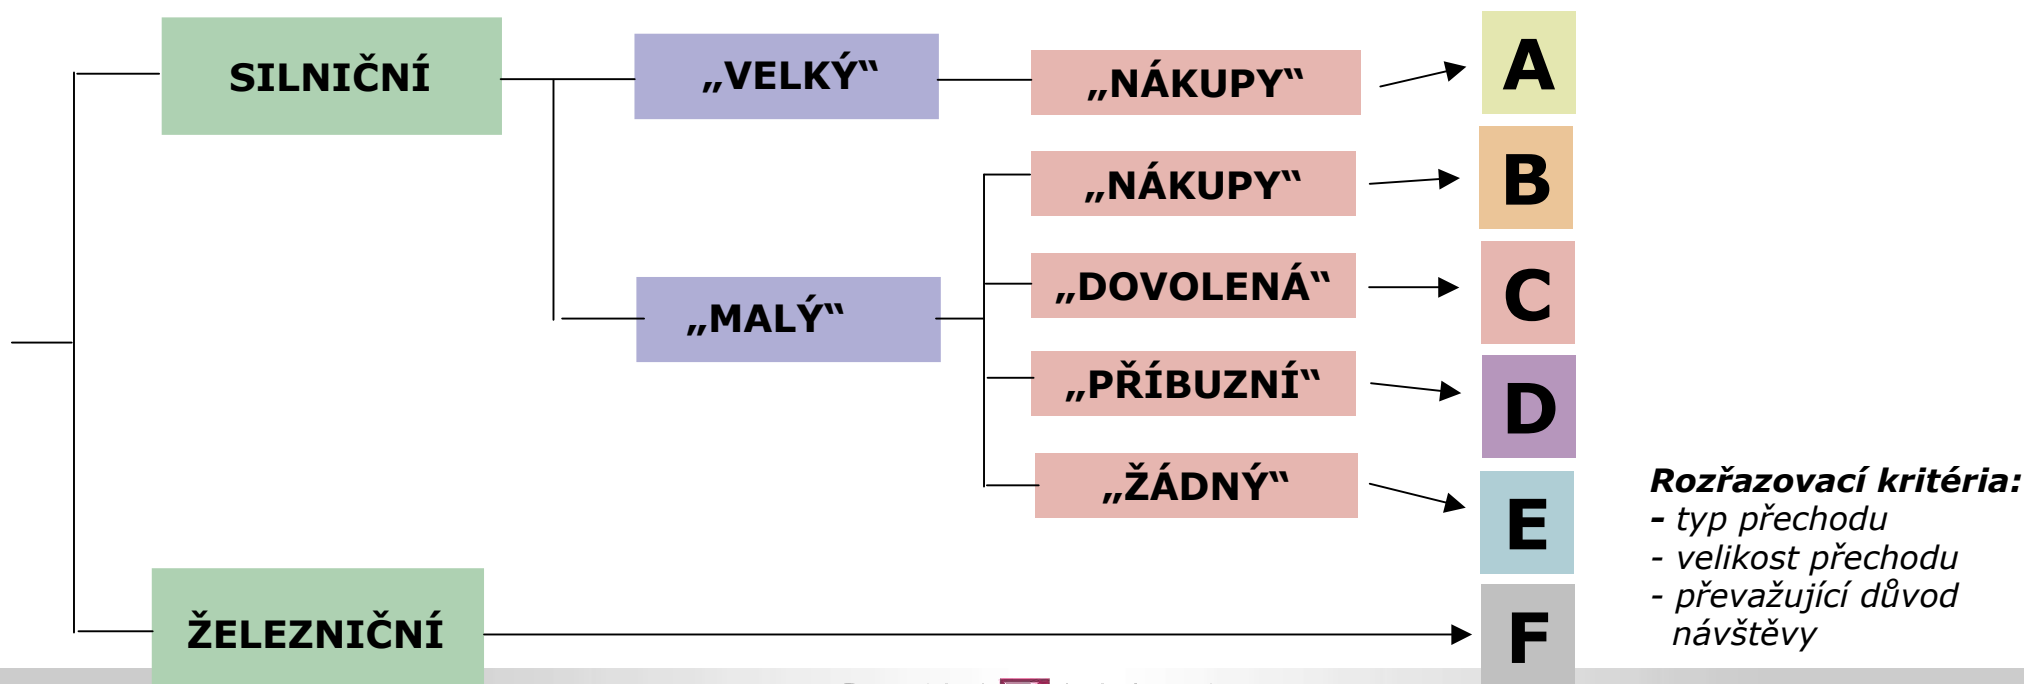 SILNIČNÍ
„VELKÝ“
„NÁKUPY“
A
„NÁKUPY“
B
„DOVOLENÁ“
C
„MALÝ“
„PŘÍBUZNÍ“
D
„ŽÁDNÝ“
E
ŽELEZNIČNÍ
F
Rozřazovací kritéria:
- typ přechodu
- velikost přechodu
- převažující důvod
návštěvy